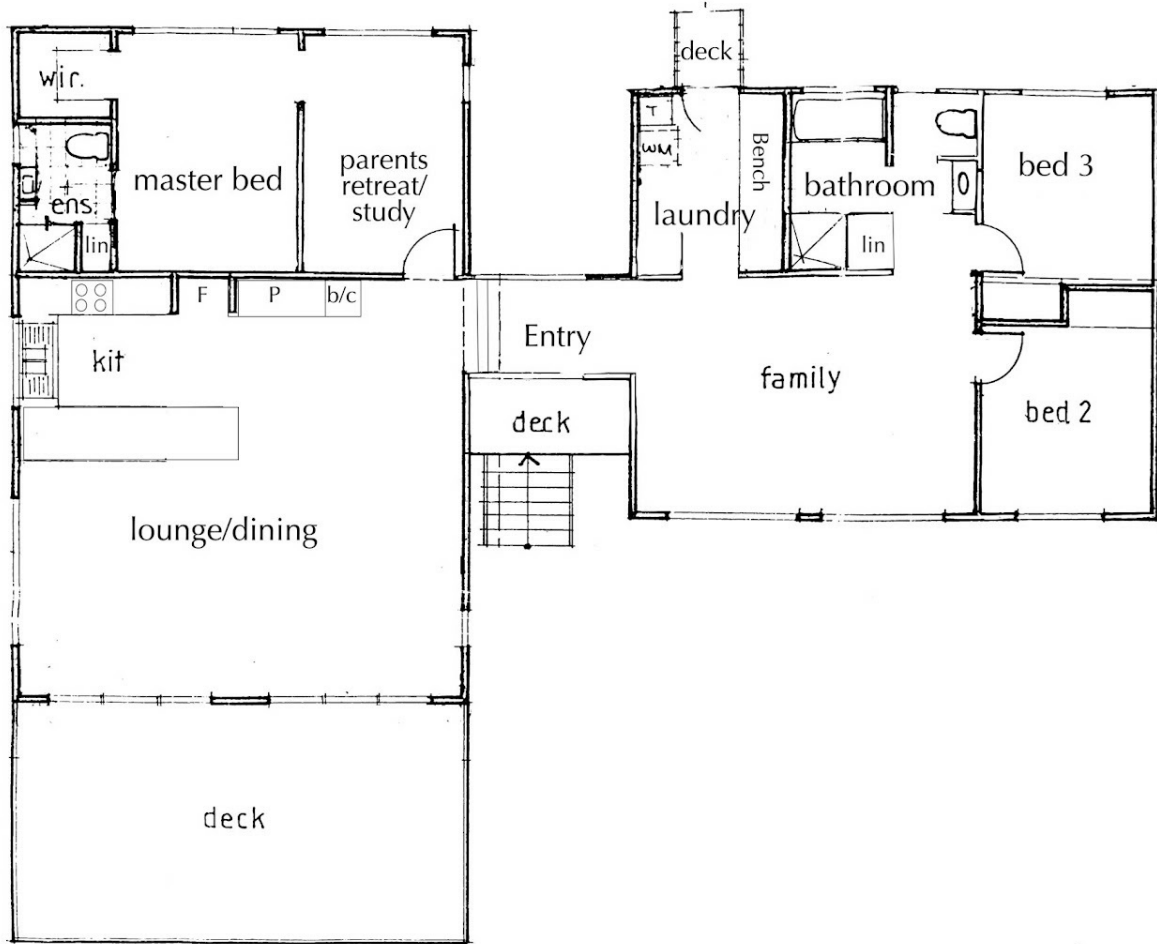 deck
wir.
T
WM
Bench
master bed
parents
retreat/
study
bathroom
bed 3
ens.
laundry
lin
lin
F
P
b/c
kit
Entry
family
deck
bed 2
lounge/dining
deck